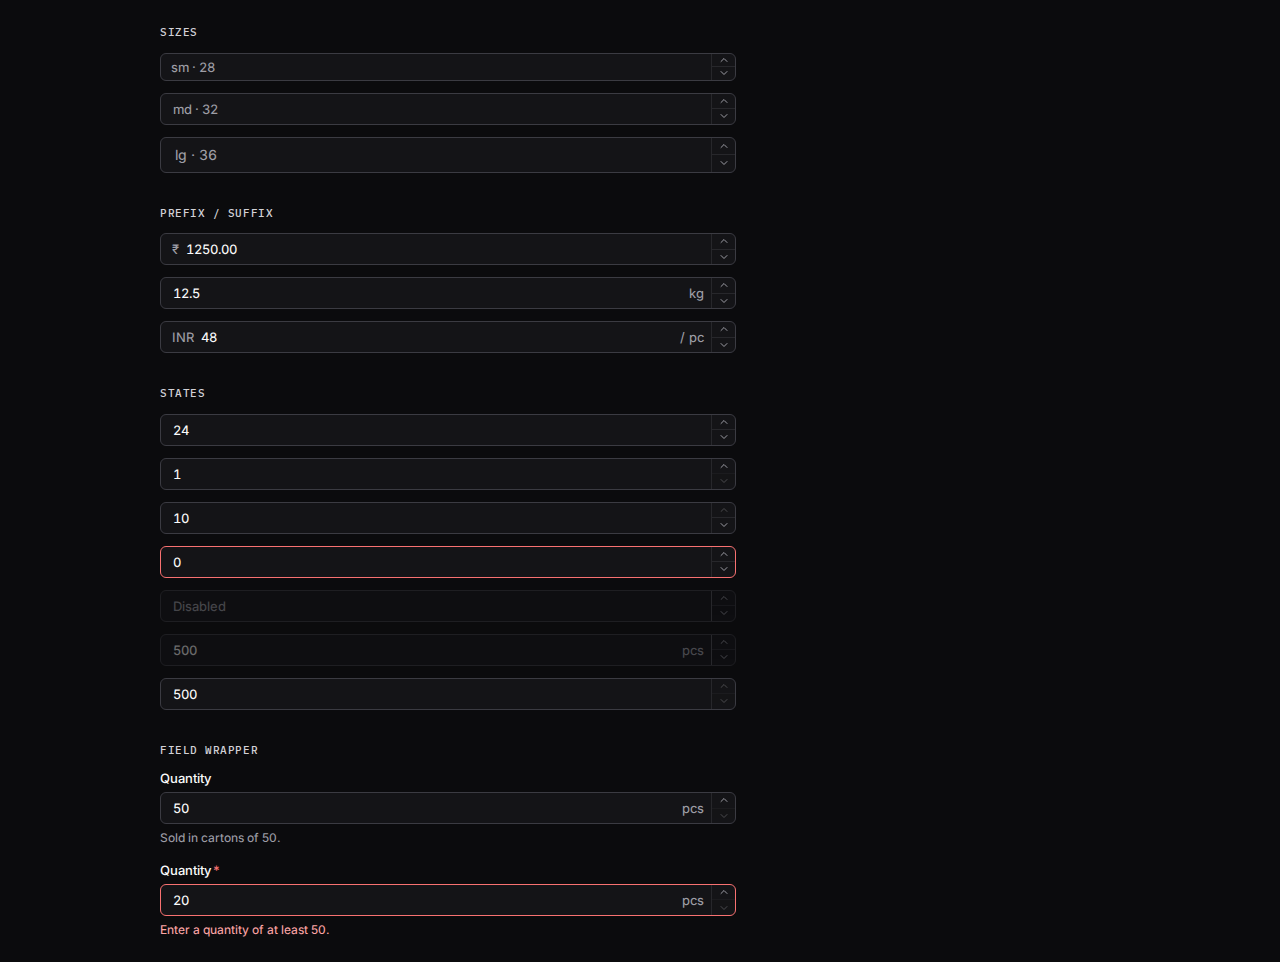 SIZES
sm · 28
md · 32
lg · 36
PREFIX / SUFFIX
₹ 1250.00
12.5 kg
INR 48 / pc
STATES
24
1
10
0
Disabled
500 pcs
500
FIELD WRAPPER
Quantity
50 pcs
Sold in cartons of 50.
Quantity*
20 pcs
Enter a quantity of at least 50.